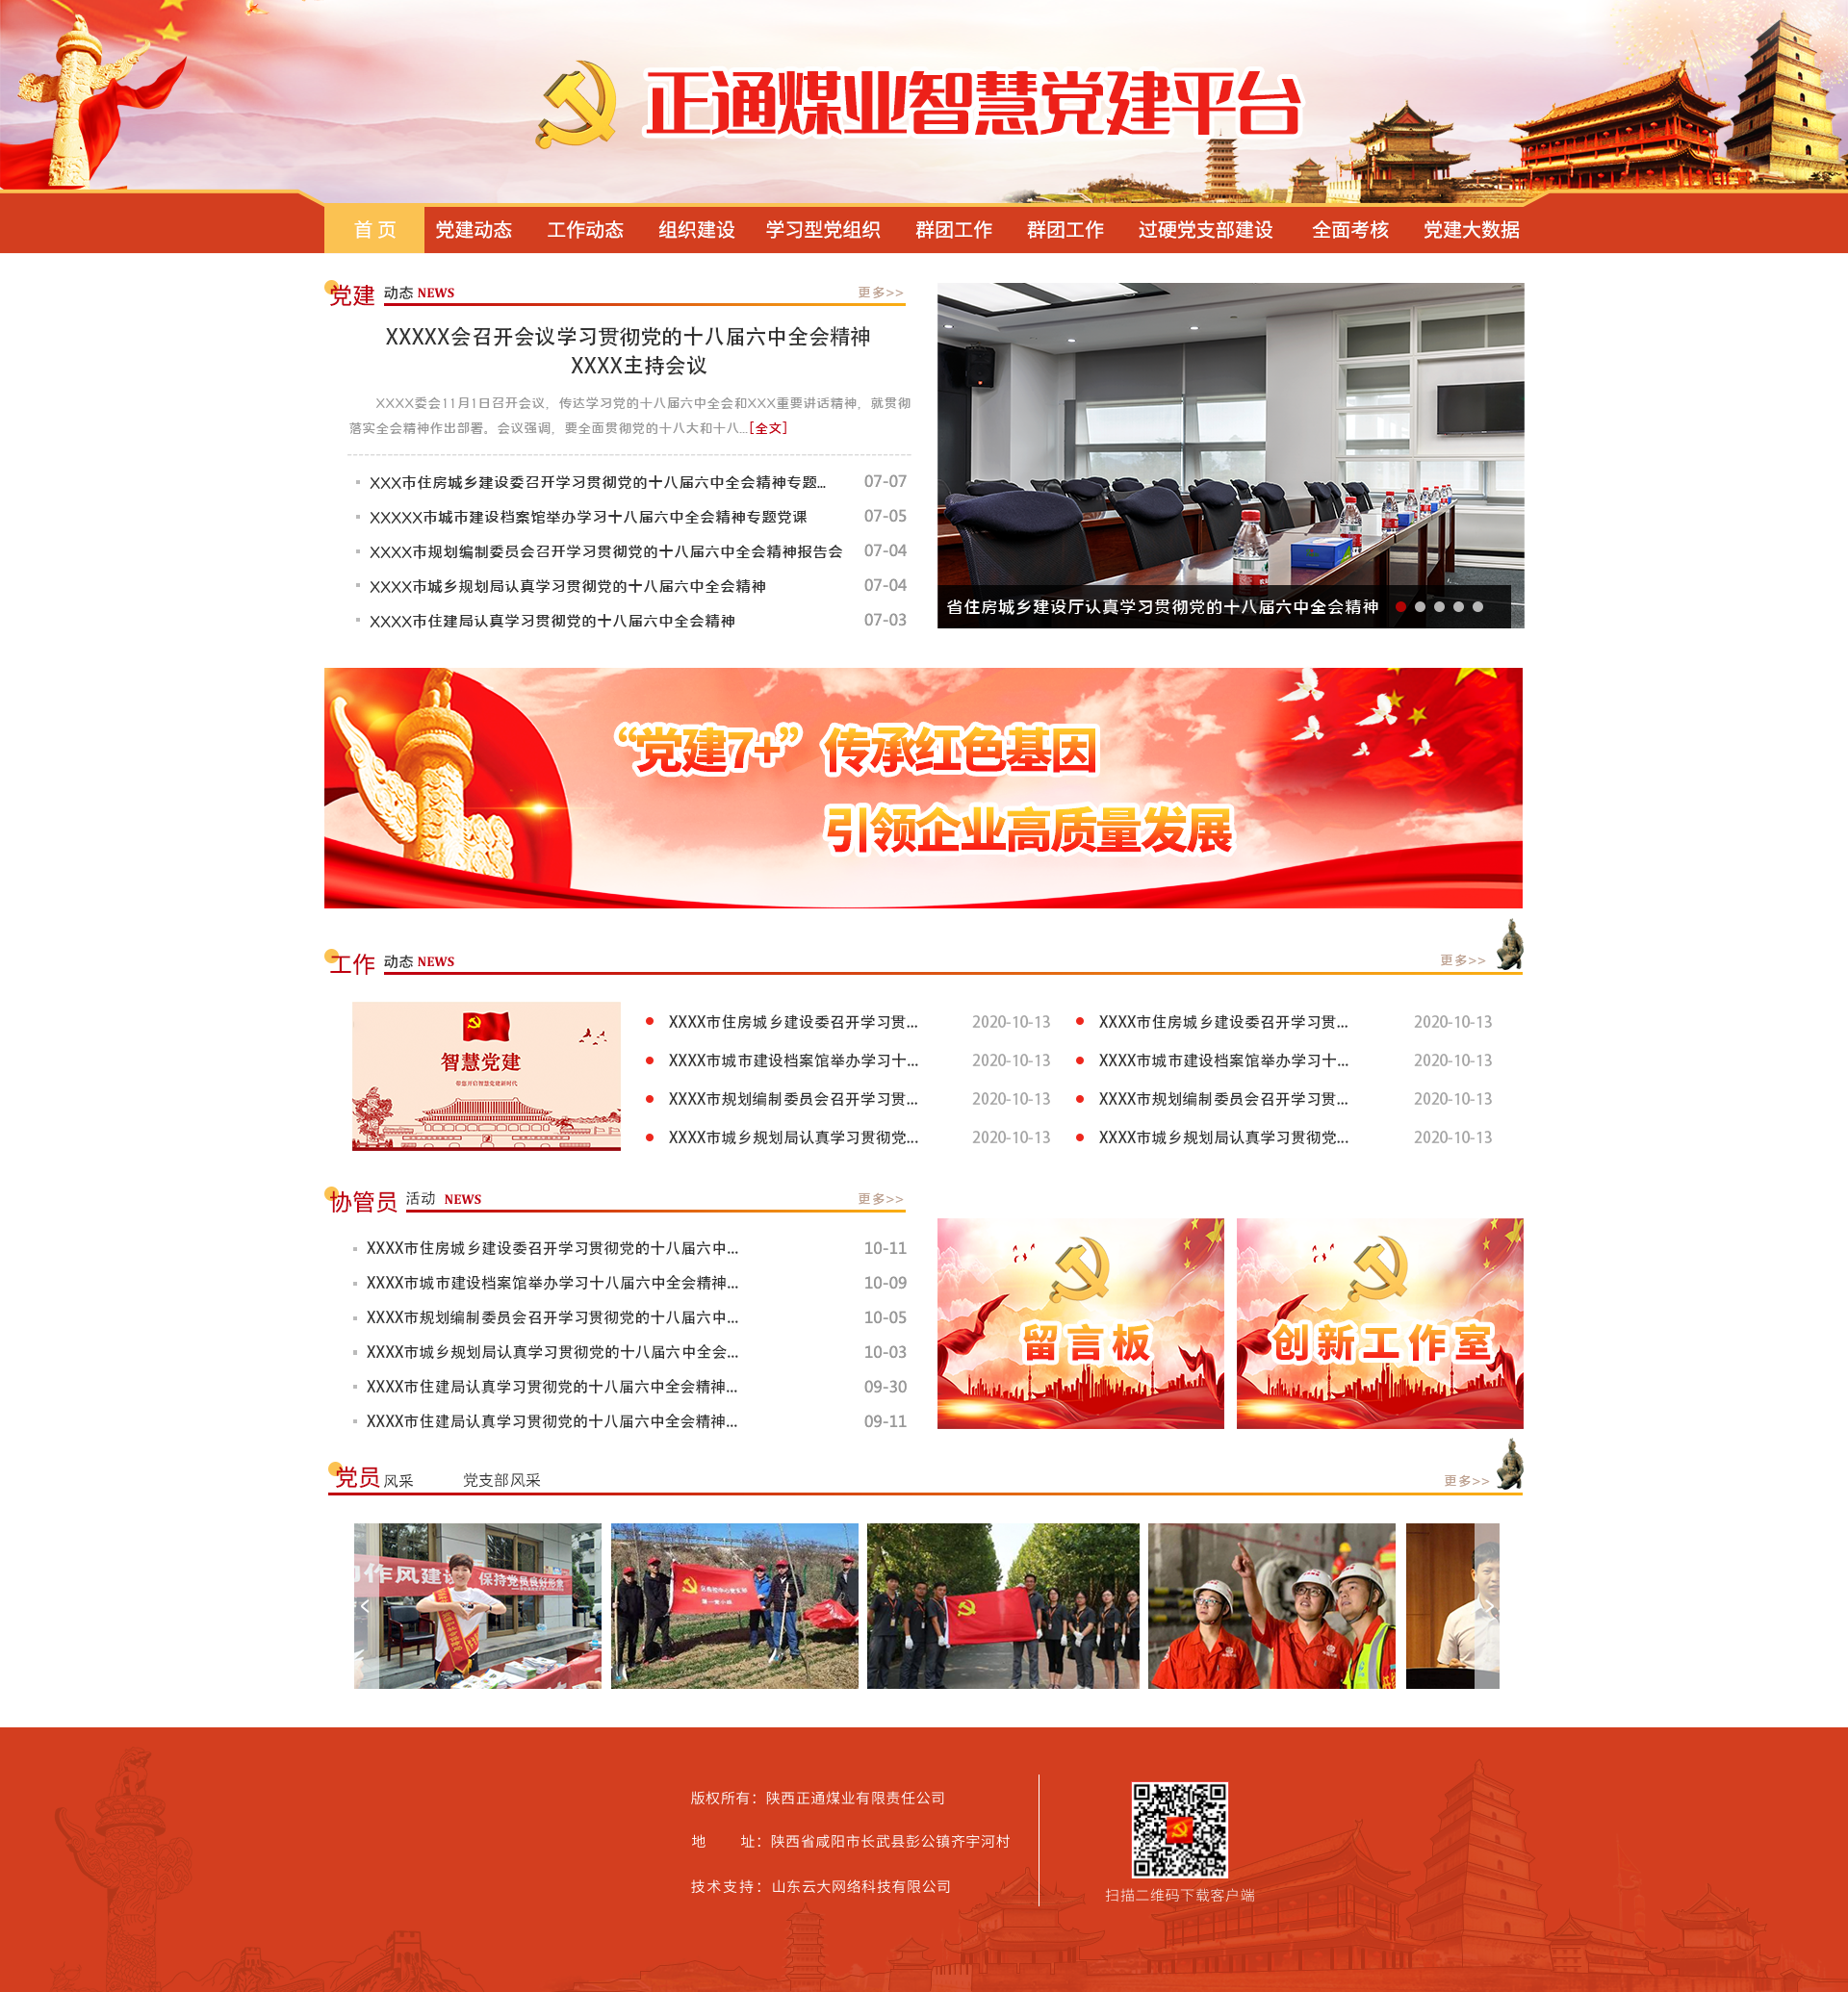 正通煤业智慧党建平台
首 页 党建动态 工作动态 组织建设 学习型党组织 群团工作 群团工作 过硬党支部建设 全面考核 党建大数据
党建 动态 NEWS 更多>>
XXXXX会召开会议学习贯彻党的十八届六中全会精神
XXXX主持会议
XXXX委会11月1日召开会议，传达学习党的十八届六中全会和XXX重要讲话精神，就贯彻
落实全会精神作出部署。会议强调，要全面贯彻党的十八大和十八...[全文]
XXX市住房城乡建设委召开学习贯彻党的十八届六中全会精神专题... 07-07
XXXXX市城市建设档案馆举办学习十八届六中全会精神专题党课 07-05
XXXX市规划编制委员会召开学习贯彻党的十八届六中全会精神报告会 07-04
XXXX市城乡规划局认真学习贯彻党的十八届六中全会精神 07-04
XXXX市住建局认真学习贯彻党的十八届六中全会精神 07-03
省住房城乡建设厅认真学习贯彻党的十八届六中全会精神
“党建7+”传承红色基因
引领企业高质量发展
工作 动态 NEWS 更多>>
智慧党建
带您开启智慧党建新时代
XXXX市住房城乡建设委召开学习贯... 2020-10-13 XXXX市住房城乡建设委召开学习贯... 2020-10-13
XXXX市城市建设档案馆举办学习十... 2020-10-13 XXXX市城市建设档案馆举办学习十... 2020-10-13
XXXX市规划编制委员会召开学习贯... 2020-10-13 XXXX市规划编制委员会召开学习贯... 2020-10-13
XXXX市城乡规划局认真学习贯彻党... 2020-10-13 XXXX市城乡规划局认真学习贯彻党... 2020-10-13
协管员 活动 NEWS 更多>>
XXXX市住房城乡建设委召开学习贯彻党的十八届六中... 10-11
XXXX市城市建设档案馆举办学习十八届六中全会精神... 10-09
XXXX市规划编制委员会召开学习贯彻党的十八届六中... 10-05
XXXX市城乡规划局认真学习贯彻党的十八届六中全会... 10-03
XXXX市住建局认真学习贯彻党的十八届六中全会精神... 09-30
XXXX市住建局认真学习贯彻党的十八届六中全会精神... 09-11
留言板
创新工作室
党员 风采 党支部风采 更多>>
作风建设 保持党员良好形象
版权所有：陕西正通煤业有限责任公司
地 址：陕西省咸阳市长武县彭公镇齐宇河村
技术支持：山东云大网络科技有限公司
扫描二维码下载客户端